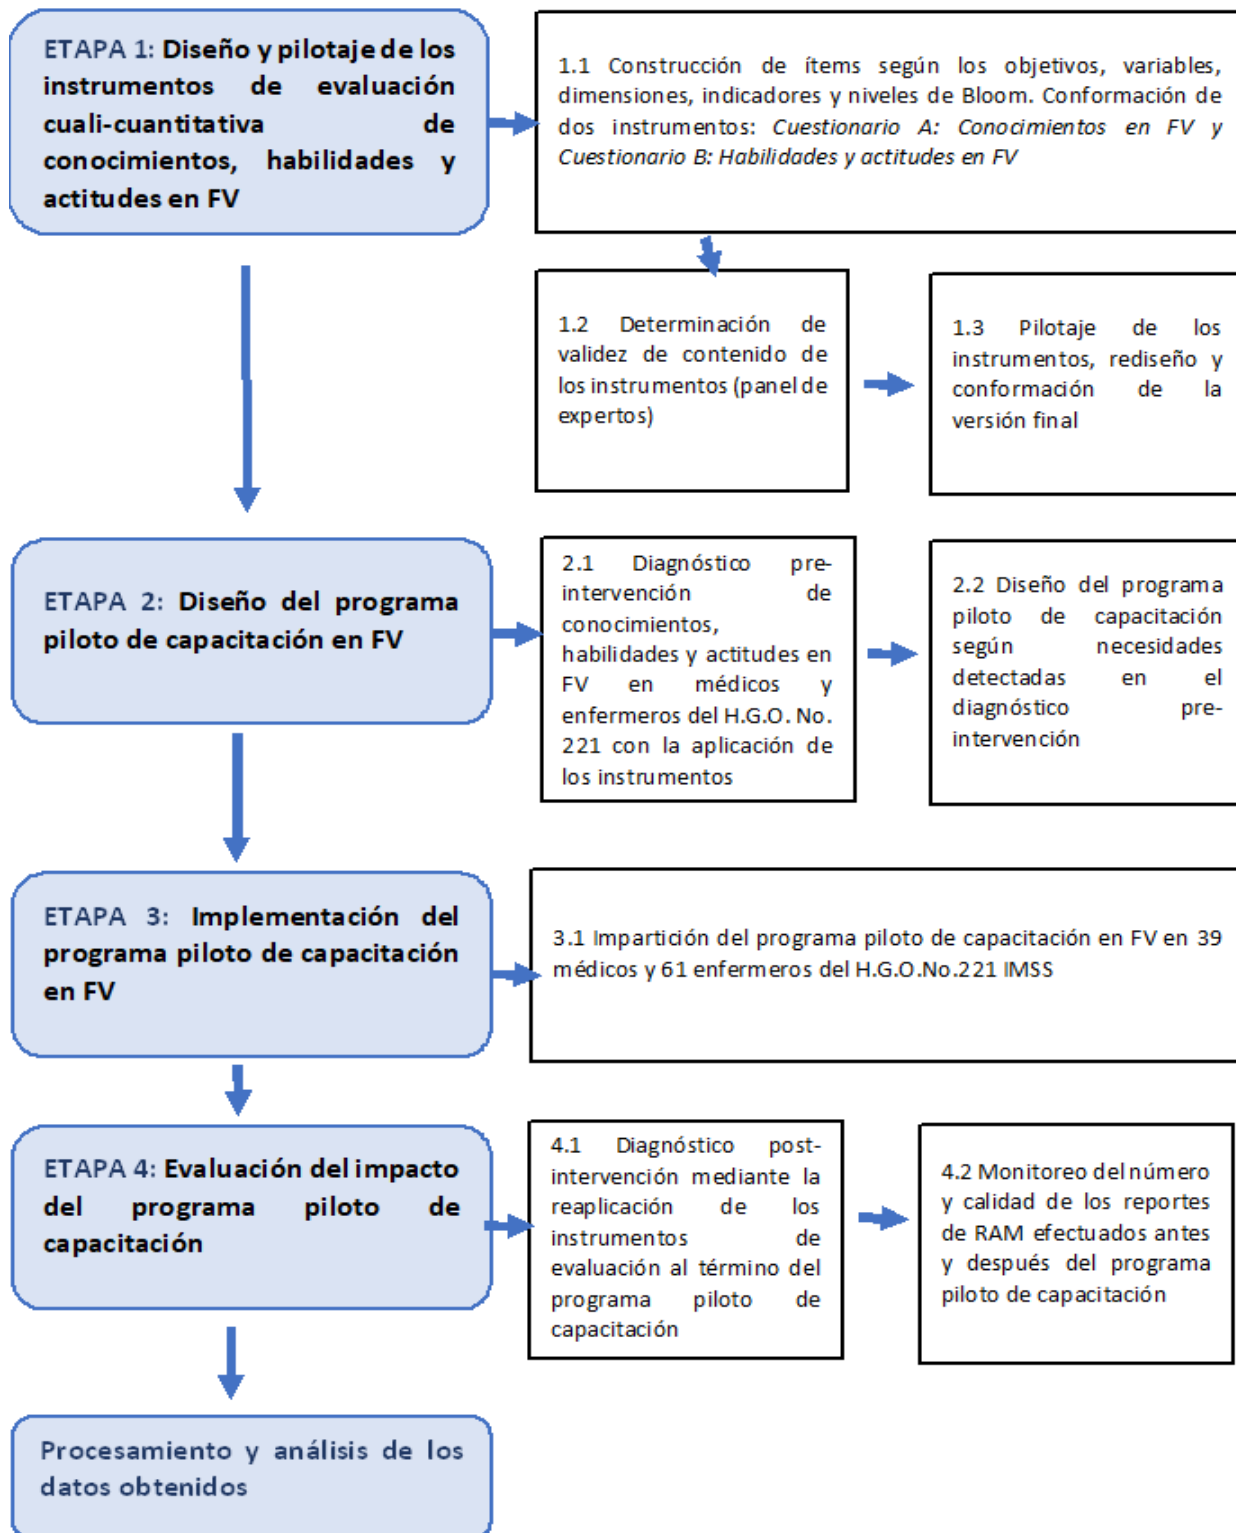 ETAPA 1: Diseño y pilotaje de los
instrumentos de evaluación
cuali-cuantitativa de
conocimientos, habilidades y
actitudes en FV
1.1 Construcción de ítems según los objetivos, variables,
dimensiones, indicadores y niveles de Bloom. Conformación de
dos instrumentos: Cuestionario A: Conocimientos en FV y
Cuestionario B: Habilidades y actitudes en FV
1.2 Determinación de
validez de contenido de
los instrumentos (panel de
expertos)
1.3 Pilotaje de los
instrumentos, rediseño y
conformación de la
versión final
ETAPA 2: Diseño del programa
piloto de capacitación en FV
2.1 Diagnóstico pre-
intervención de
conocimientos,
habilidades y actitudes en
FV en médicos y
enfermeros del H.G.O. No.
221 con la aplicación de
los instrumentos
2.2 Diseño del programa
piloto de capacitación
según necesidades
detectadas en el
diagnóstico pre-
intervención
ETAPA 3: Implementación del
programa piloto de capacitación
en FV
3.1 Impartición del programa piloto de capacitación en FV en 39
médicos y 61 enfermeros del H.G.O.No.221 IMSS
ETAPA 4: Evaluación del impacto
del programa piloto de
capacitación
4.1 Diagnóstico post-
intervención mediante la
reaplicación de los
instrumentos de
evaluación al término del
programa piloto de
capacitación
4.2 Monitoreo del número
y calidad de los reportes
de RAM efectuados antes
y después del programa
piloto de capacitación
Procesamiento y análisis de los
datos obtenidos